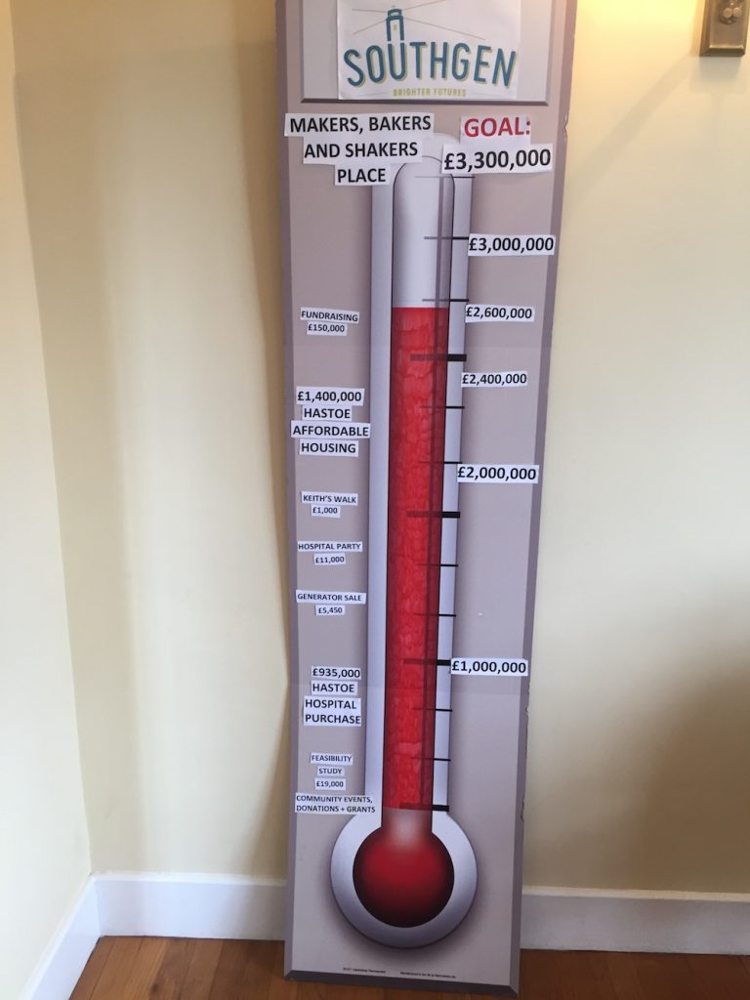 SOUTHGEN
BRIGHTER FUTURES
MAKERS, BAKERS
AND SHAKERS
PLACE
GOAL:
£3,300,000
£3,000,000
£2,600,000
£2,400,000
£2,000,000
£1,000,000
FUNDRAISING
£150,000
£1,400,000
HASTOE
AFFORDABLE
HOUSING
KEITH'S WALK
£1,000
HOSPITAL PARTY
£11,000
GENERATOR SALE
£5,450
£935,000
HASTOE
HOSPITAL
PURCHASE
FEASIBILITY
STUDY
£19,000
COMMUNITY EVENTS,
DONATIONS + GRANTS